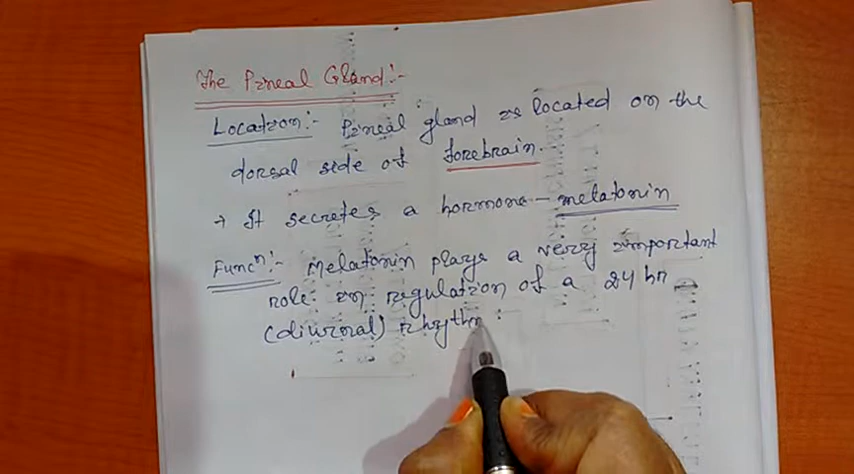 The Pineal Gland:-
Location:- Pineal gland is located on the
dorsal side of forebrain.
→ It secretes a hormone - melatonin
Funcⁿ:- Melatonin plays a very important
role in regulation of a 24 hr
(diurnal) rhythm